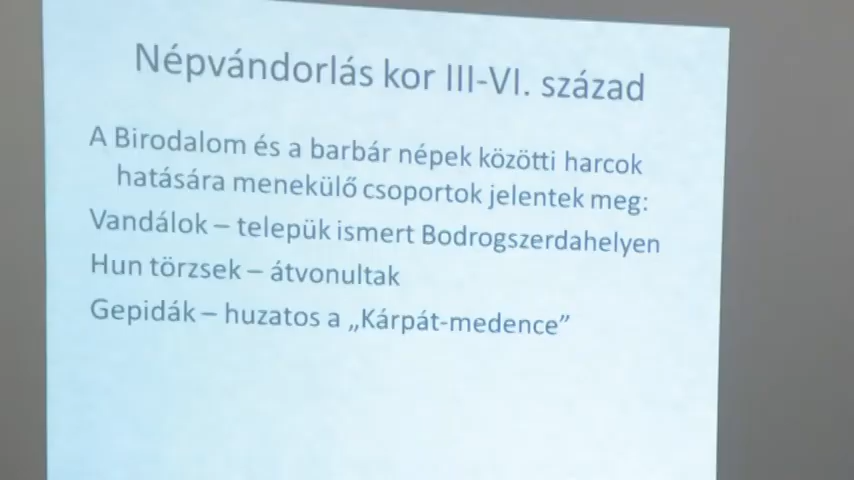 Népvándorlás kor III-VI. század
A Birodalom és a barbár népek közötti harcok
hatására menekülő csoportok jelentek meg:
Vandálok – telepük ismert Bodrogszerdahelyen
Hun törzsek – átvonultak
Gepidák – huzatos a „Kárpát-medence”